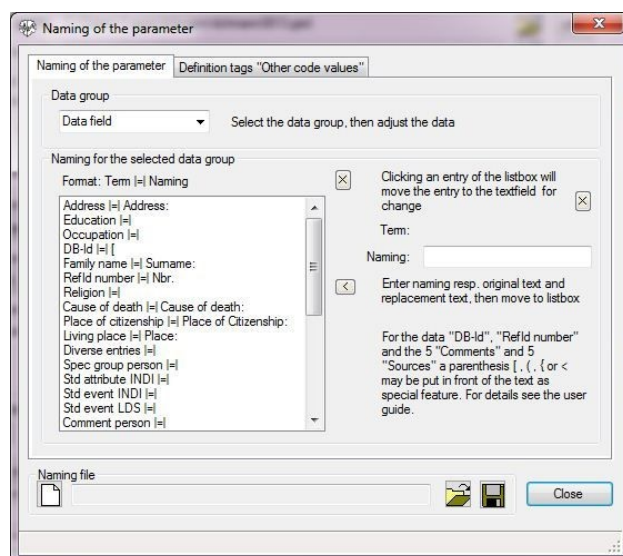 Naming of the parameter
Naming of the parameter
Definition tags "Other code values"
Data group
Data field
Select the data group, then adjust the data
Naming for the selected data group
Format: Term |=| Naming
Address |=| Address:
Education |=|
Occupation |=|
DB-Id |=| [
Family name |=| Surname:
RefId number |=| Nbr.
Religion |=|
Cause of death |=| Cause of death:
Place of citizenship |=| Place of Citizenship:
Living place |=| Place:
Diverse entries |=|
Spec group person |=|
Std attribute INDI |=|
Std event INDI |=|
Std event LDS |=|
Comment person |=|
Clicking an entry of the listbox will
move the entry to the textfield for
change
Term:
Naming:
<
Enter naming resp. original text and
replacement text, then move to listbox
For the data "DB-Id", "RefId number"
and the 5 "Comments" and 5
"Sources" a parenthesis [ , ( , { or <
may be put in front of the text as
special feature. For details see the user
guide.
Naming file
Close